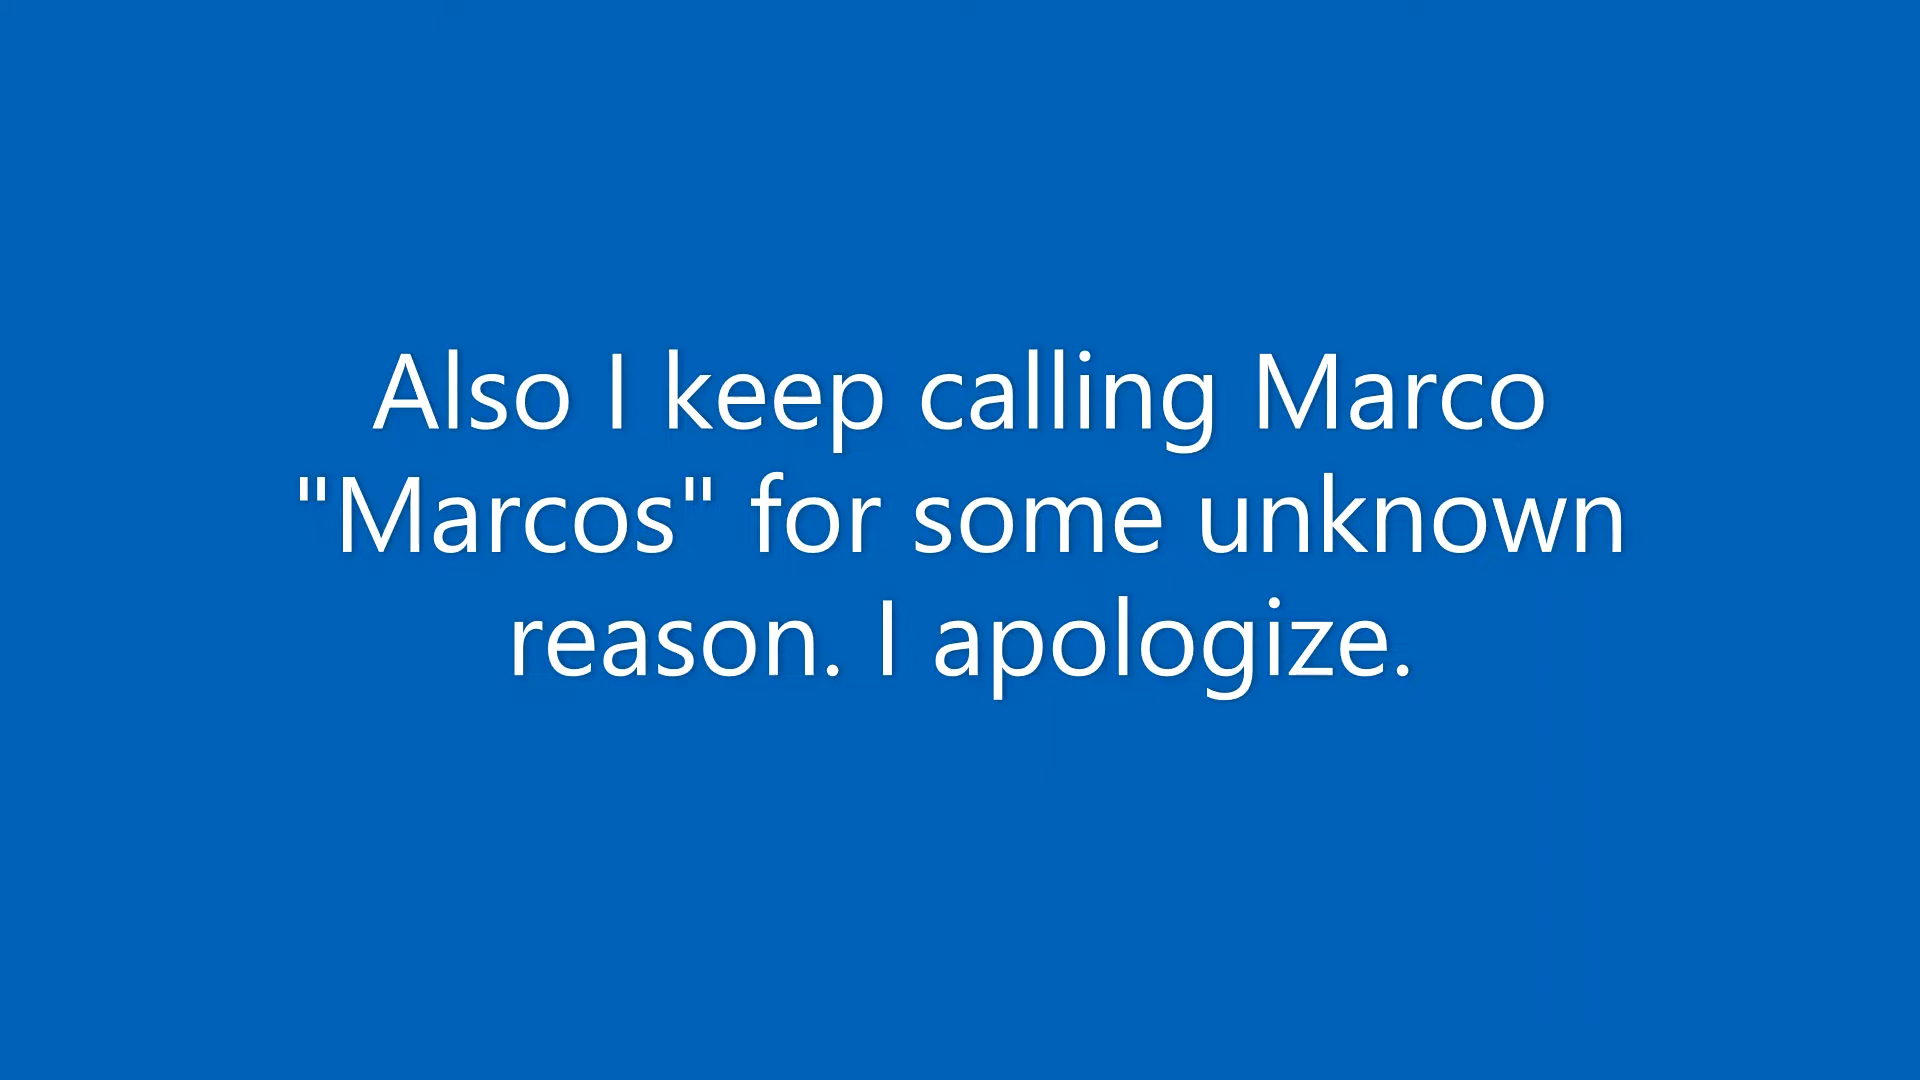 Also I keep calling Marco
"Marcos" for some unknown
reason. I apologize.